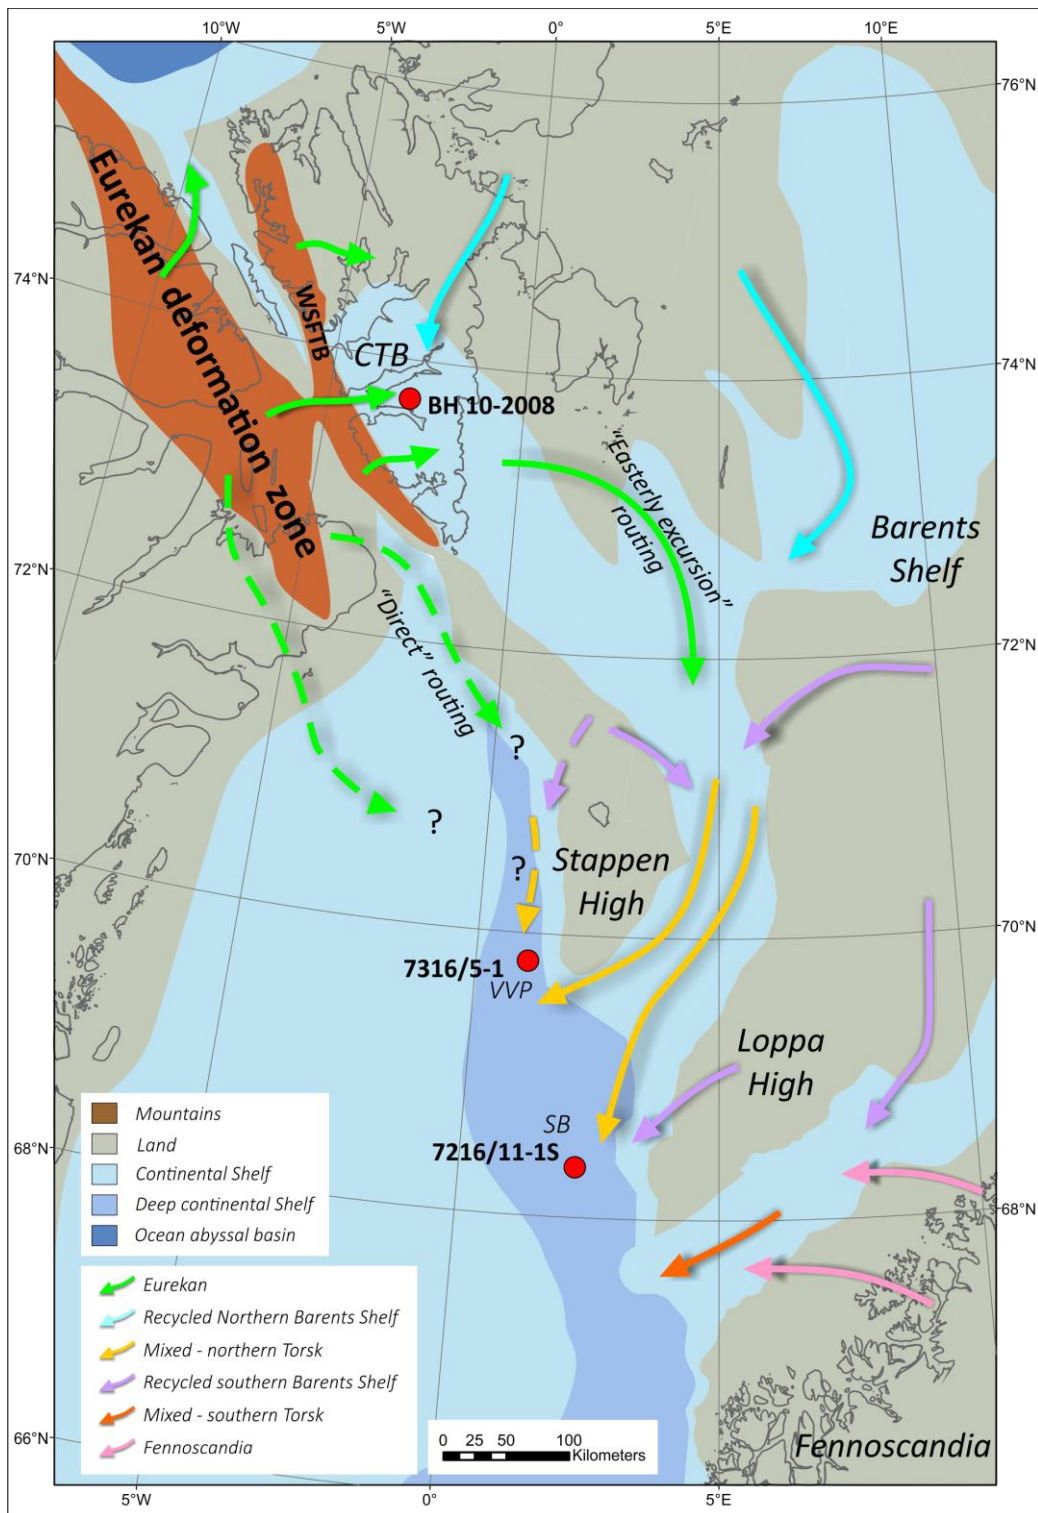 10°W
5°W
0°
5°E
10°E
76°N
74°N
74°N
72°N
72°N
70°N
70°N
68°N
68°N
66°N
Eurekan deformation zone
WSFTB
CTB
BH 10-2008
"Easterly excursion"
routing
Barents
Shelf
"Direct" routing
?
?
?
Stappen
High
7316/5-1
VVP
Loppa
High
SB
7216/11-1S
Mountains
Land
Continental Shelf
Deep continental Shelf
Ocean abyssal basin
Eurekan
Recycled Northern Barents Shelf
Mixed - northern Torsk
Recycled southern Barents Shelf
Mixed - southern Torsk
Fennoscandia
0 25 50 100
Kilometers
Fennoscandia
5°W
0°
5°E